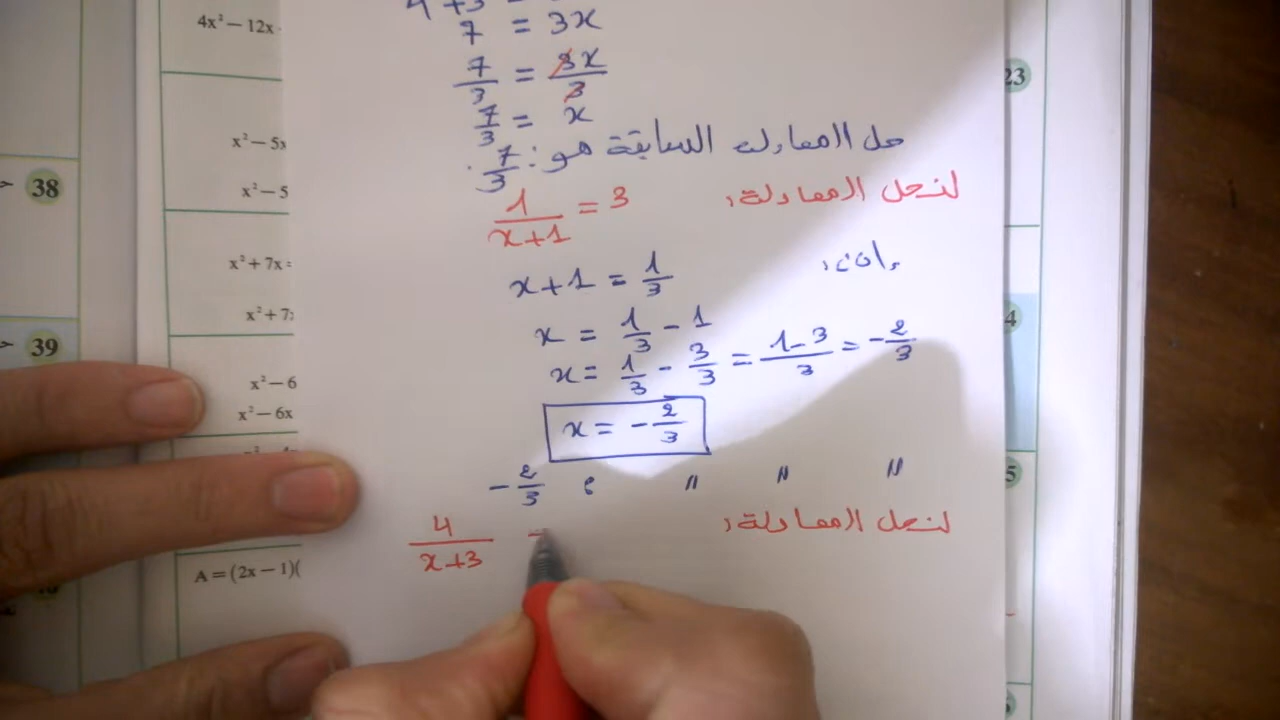 7 = 3x
7/3 = 3x/3
7/3 = x
حل المعادلة السابقة هو: 7/3.
لنحل المعادلة: 1/(x+1) = 3
إذن: x+1 = 1/3
x = 1/3 - 1
x = 1/3 - 3/3 = (1-3)/3 = -2/3
x = -2/3
" " " -2/3
لنحل المعادلة: 4/(x+3)
4x² – 12x
x² – 5x
x² – 5
38
x² + 7x =
x² + 7
39
x² – 6
x² – 6x
A = (2x – 1)(
23
4
5